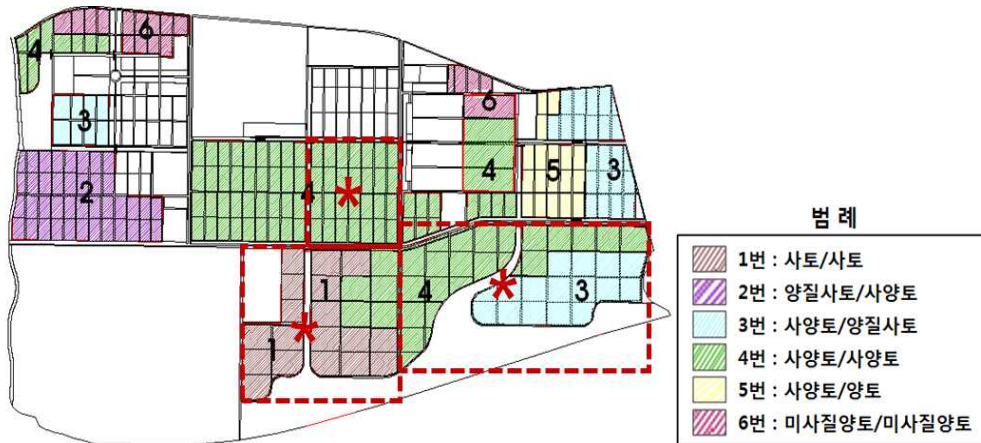 6
4
3
6
4
5
3
2
4
*
1
4
*
3
*
1
범 례
1번 : 사토/사토
2번 : 양질사토/사양토
3번 : 사양토/양질사토
4번 : 사양토/사양토
5번 : 사양토/양토
6번 : 미사질양토/미사질양토